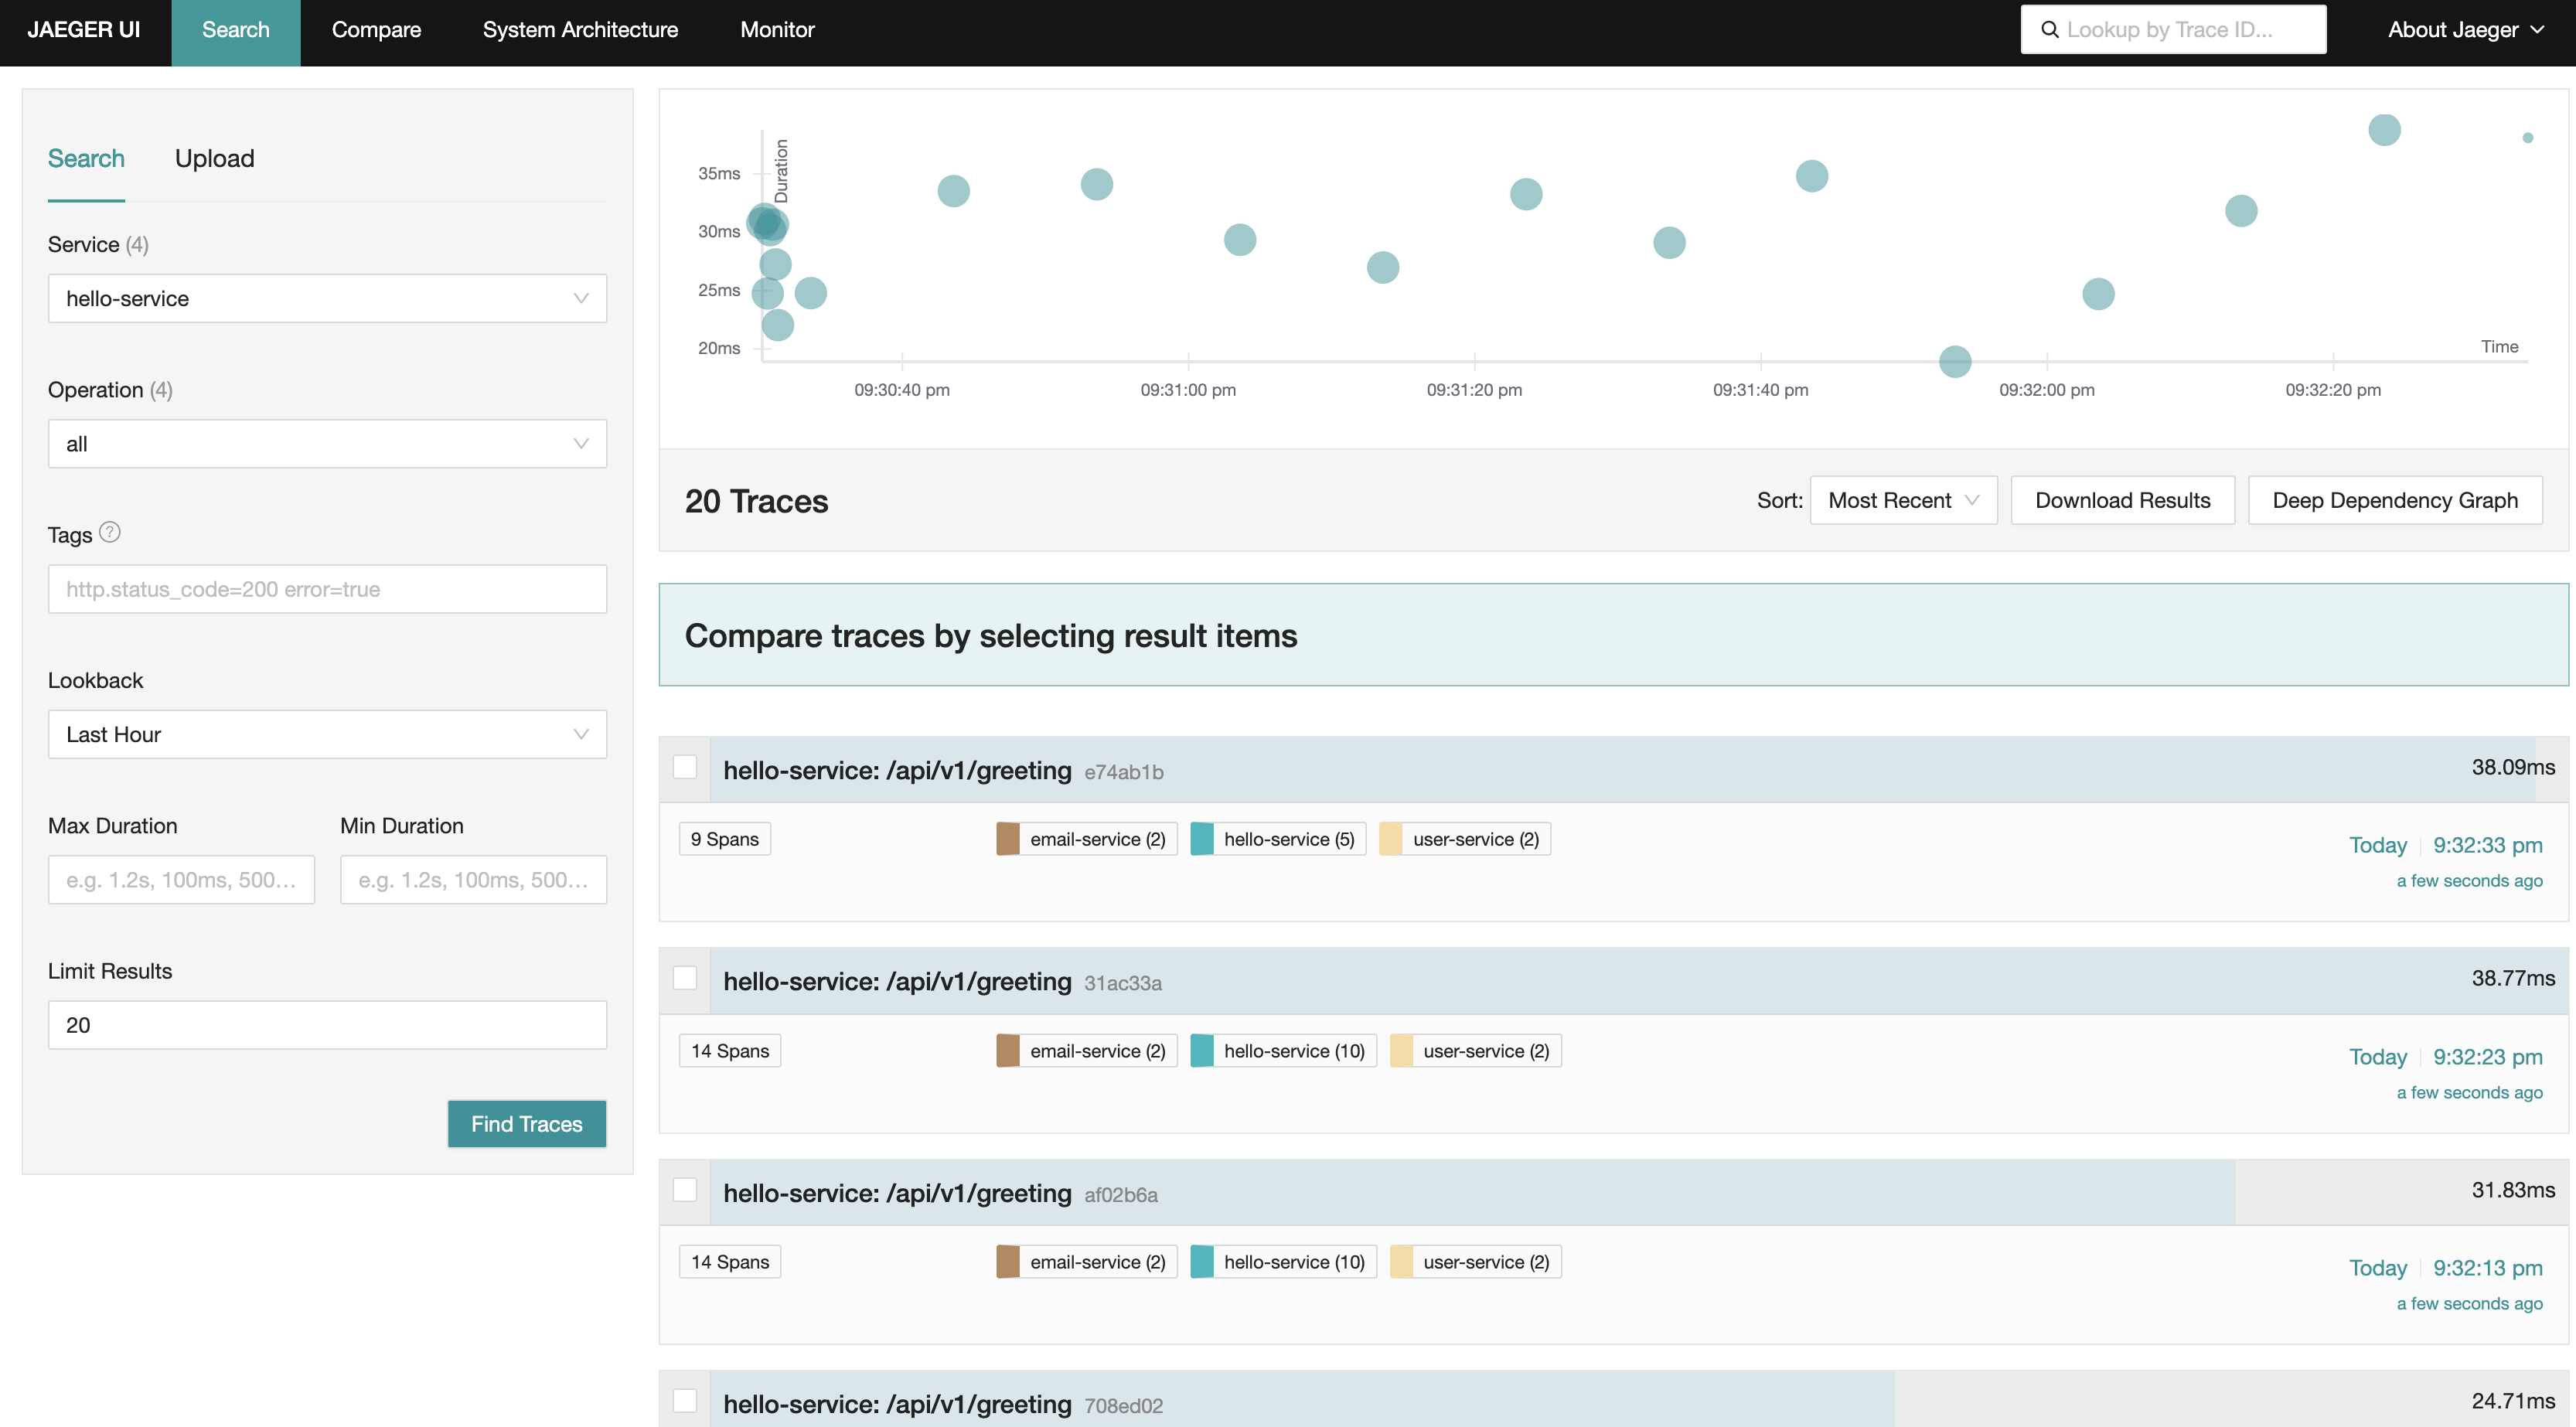 JAEGER UI Search Compare System Architecture Monitor Lookup by Trace ID... About Jaeger
Search Upload
Service (4)
hello-service
Operation (4)
all
Tags ?
http.status_code=200 error=true
Lookback
Last Hour
Max Duration Min Duration
e.g. 1.2s, 100ms, 500... e.g. 1.2s, 100ms, 500...
Limit Results
20
Find Traces
Duration
35ms
30ms
25ms
20ms
Time
09:30:40 pm 09:31:00 pm 09:31:20 pm 09:31:40 pm 09:32:00 pm 09:32:20 pm
20 Traces Sort: Most Recent Download Results Deep Dependency Graph
Compare traces by selecting result items
hello-service: /api/v1/greeting e74ab1b 38.09ms
9 Spans email-service (2) hello-service (5) user-service (2) Today 9:32:33 pm
a few seconds ago
hello-service: /api/v1/greeting 31ac33a 38.77ms
14 Spans email-service (2) hello-service (10) user-service (2) Today 9:32:23 pm
a few seconds ago
hello-service: /api/v1/greeting af02b6a 31.83ms
14 Spans email-service (2) hello-service (10) user-service (2) Today 9:32:13 pm
a few seconds ago
hello-service: /api/v1/greeting 708ed02 24.71ms